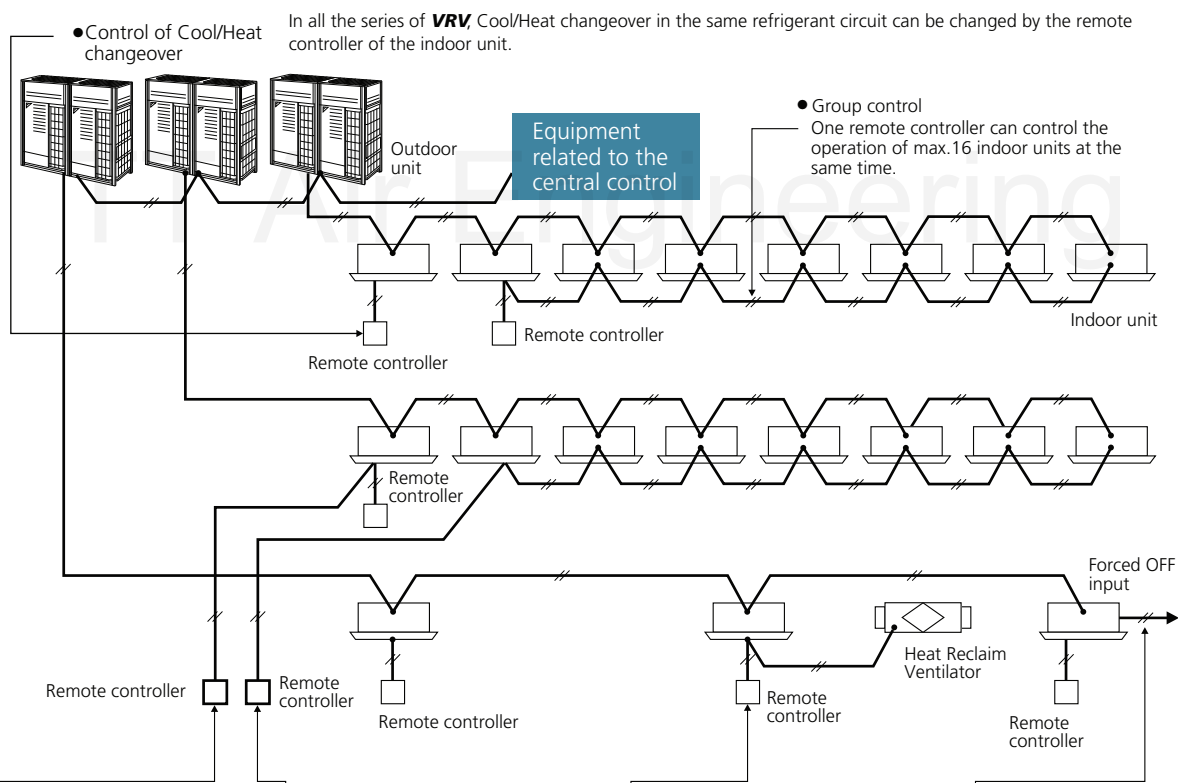 In all the series of VRV, Cool/Heat changeover in the same refrigerant circuit can be changed by the remote
controller of the indoor unit.
●Control of Cool/Heat
changeover
Outdoor
unit
Equipment
related to the
central control
● Group control
One remote controller can control the
operation of max.16 indoor units at the
same time.
TT Air Engineering
Indoor unit
Remote controller
Remote controller
Remote
controller
Forced OFF
input
Heat Reclaim
Ventilator
Remote controller
Remote
controller
Remote controller
Remote
controller
Remote
controller